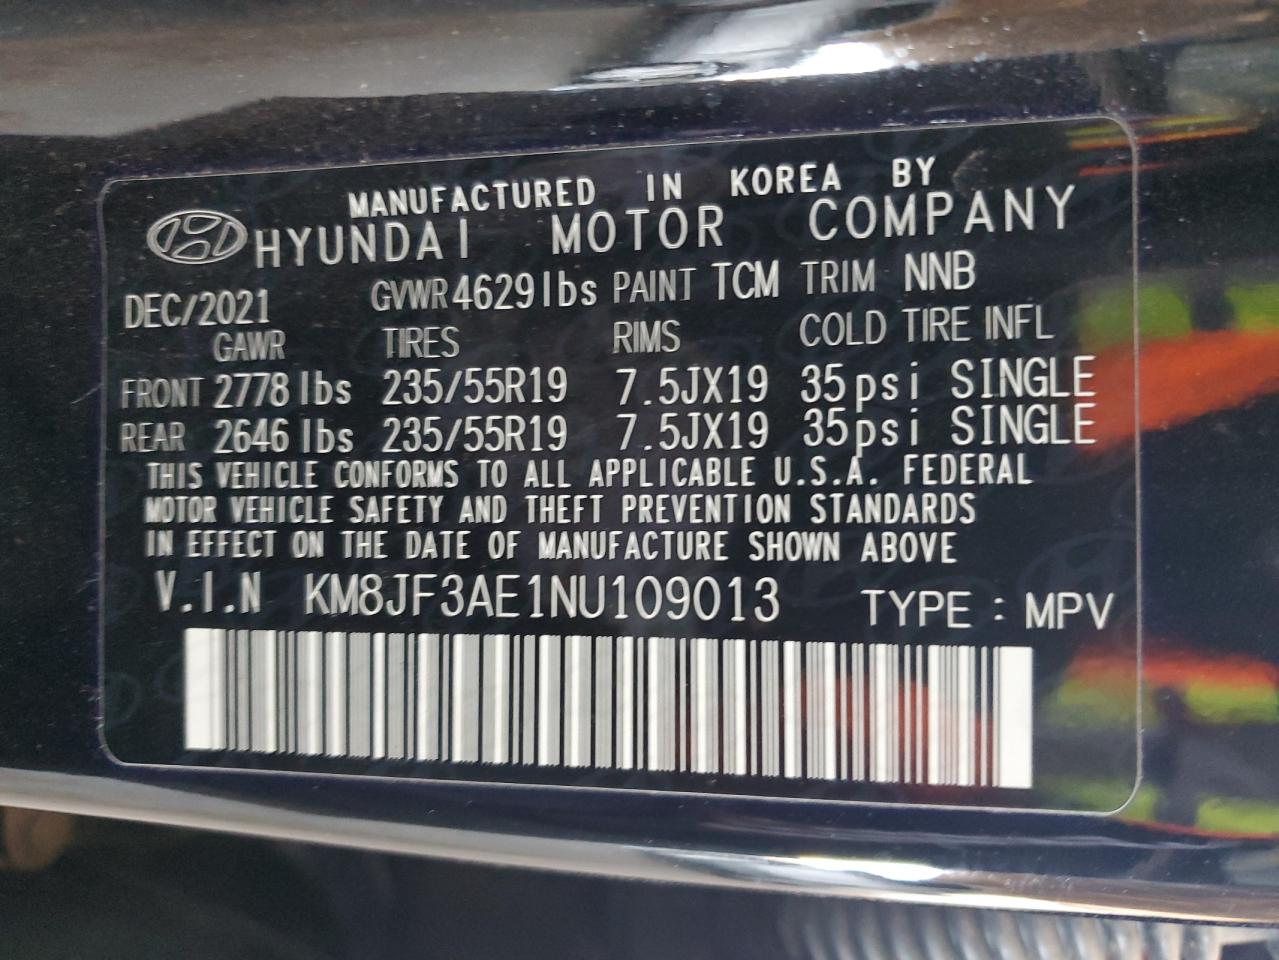 MANUFACTURED IN KOREA BY
HYUNDAI MOTOR COMPANY
DEC/2021 GVWR 4629lbs PAINT TCM TRIM NNB
GAWR TIRES RIMS COLD TIRE INFL
FRONT 2778 lbs 235/55R19 7.5JX19 35psi SINGLE
REAR 2646 lbs 235/55R19 7.5JX19 35psi SINGLE
THIS VEHICLE CONFORMS TO ALL APPLICABLE U.S.A. FEDERAL
MOTOR VEHICLE SAFETY AND THEFT PREVENTION STANDARDS
IN EFFECT ON THE DATE OF MANUFACTURE SHOWN ABOVE
V.I.N KM8JF3AE1NU109013 TYPE : MPV